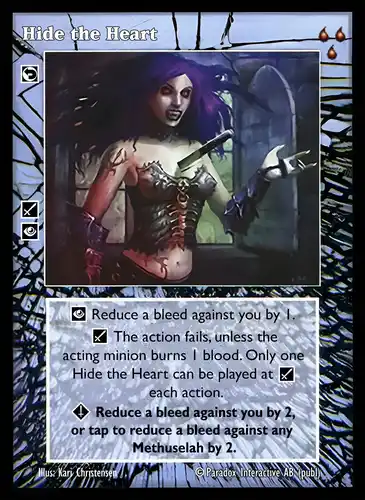 Hide the Heart
Reduce a bleed against you by 1.
The action fails, unless the
acting minion burns 1 blood. Only one
Hide the Heart can be played at
each action.
Reduce a bleed against you by 2,
or tap to reduce a bleed against any
Methuselah by 2.
Illus: Kari Christensen
© Paradox Interactive AB (publ)